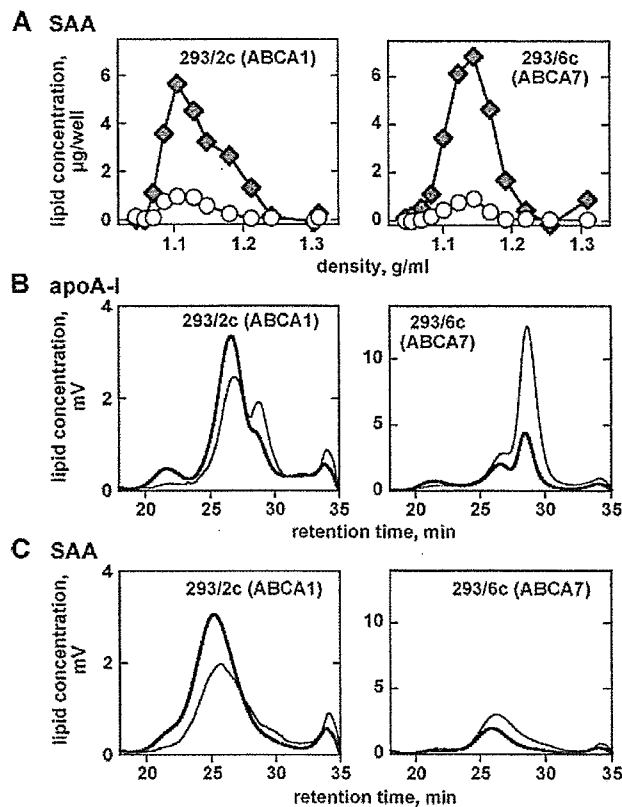 A SAA
293/2c (ABCA1)
293/6c
(ABCA7)
lipid concentration,
µg/well
6
4
2
0
6
4
2
0
1.1 1.2 1.3
1.1 1.2 1.3
density, g/ml
B apoA-I
293/2c (ABCA1)
293/6c
(ABCA7)
lipid concentration,
mV
4
2
0
10
5
0
20 25 30 35
20 25 30 35
retention time, min
C SAA
293/2c (ABCA1)
293/6c (ABCA7)
lipid concentration,
mV
4
2
0
10
5
0
20 25 30 35
20 25 30 35
retention time, min